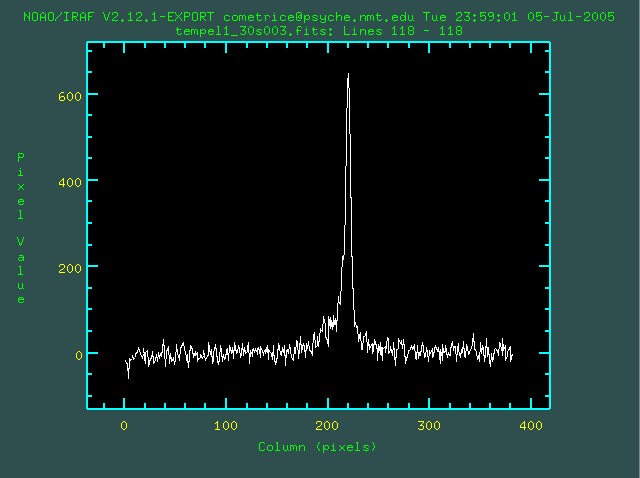 NOAO/IRAF V2.12.1-EXPORT cometrice@psyche.nmt.edu Tue 23:59:01 05-Jul-2005
tempel1_30s003.fits: Lines 118 - 118
600
400
200
0
Pixel Value
0 100 200 300 400
Column (pixels)